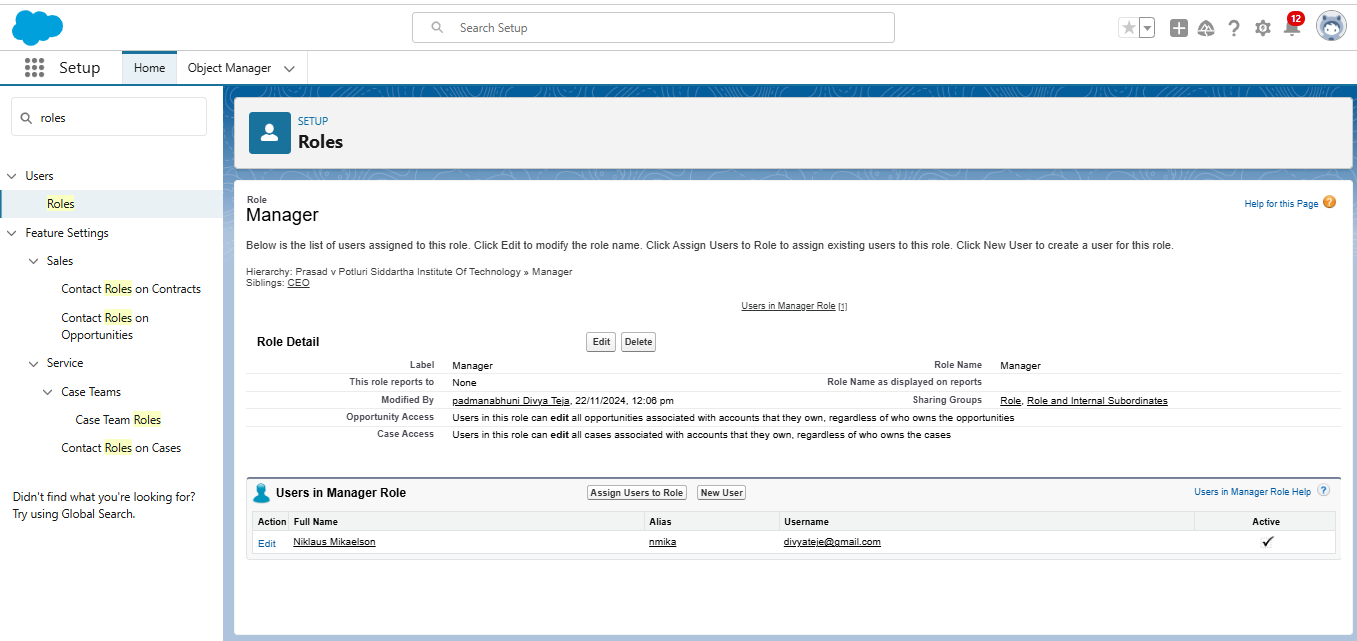 Search Setup
12
Setup
Home
Object Manager
roles
Users
Roles
Feature Settings
Sales
Contact Roles on Contracts
Contact Roles on
Opportunities
Service
Case Teams
Case Team Roles
Contact Roles on Cases
Didn't find what you're looking for?
Try using Global Search.
SETUP
Roles
Role
Manager
Help for this Page
Below is the list of users assigned to this role. Click Edit to modify the role name. Click Assign Users to Role to assign existing users to this role. Click New User to create a user for this role.
Hierarchy: Prasad v Potluri Siddartha Institute Of Technology » Manager
Siblings: CEO
Users in Manager Role [1]
Role Detail Edit Delete
Label Manager Role Name Manager
This role reports to None Role Name as displayed on reports
Modified By padmanabhuni Divya Teja, 22/11/2024, 12:06 pm Sharing Groups Role, Role and Internal Subordinates
Opportunity Access Users in this role can edit all opportunities associated with accounts that they own, regardless of who owns the opportunities
Case Access Users in this role can edit all cases associated with accounts that they own, regardless of who owns the cases
Users in Manager Role Assign Users to Role New User Users in Manager Role Help ?
Action Full Name Alias Username Active
Edit Niklaus Mikaelson nmika divyateje@gmail.com